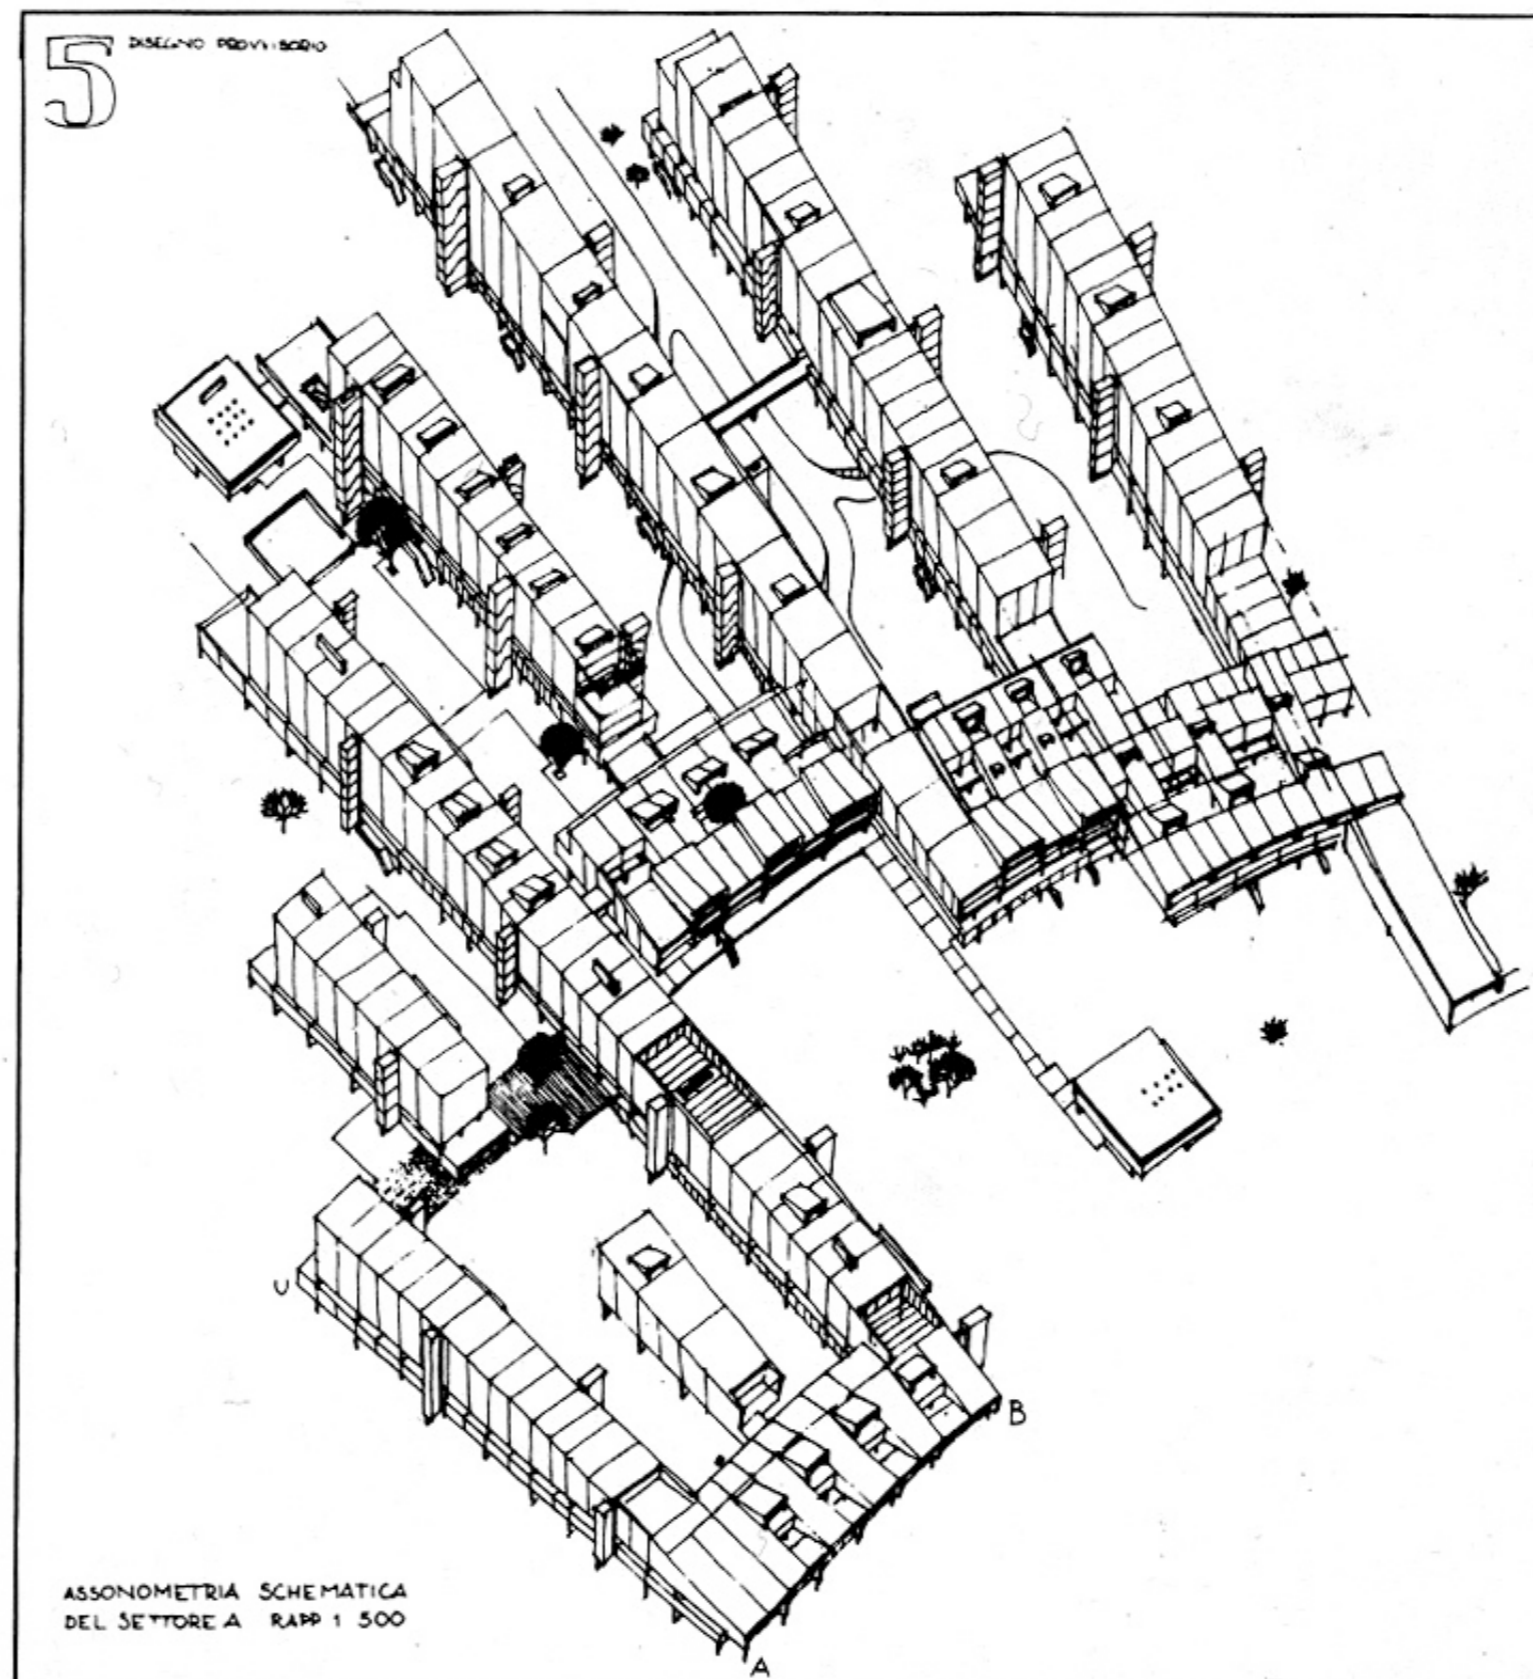 5
DISEGNO PROVVISORIO
U
B
ASSONOMETRIA SCHEMATICA
DEL SETTORE A RAPP 1 500
A